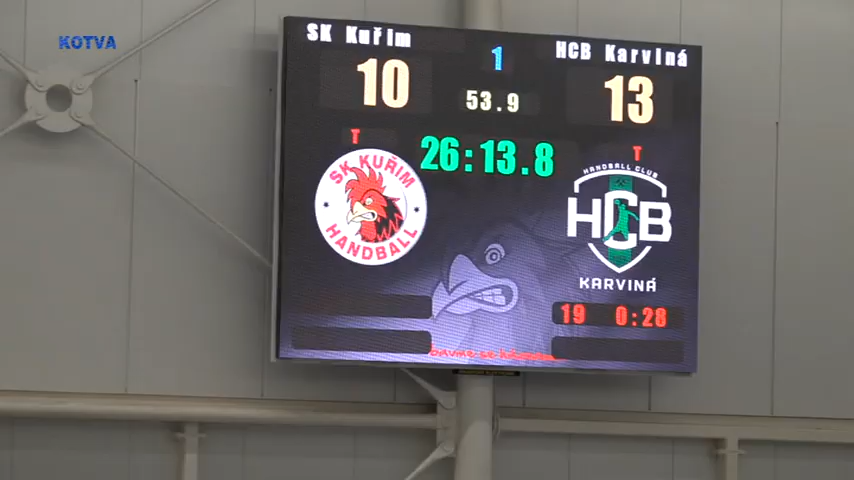 KOTVA
SK Kuřim 1 HCB Karviná
10 53.9 13
T 26:13.8 T
SK KUŘIM
HANDBALL
HANDBALL CLUB
HCB
KARVINÁ
19 0:28